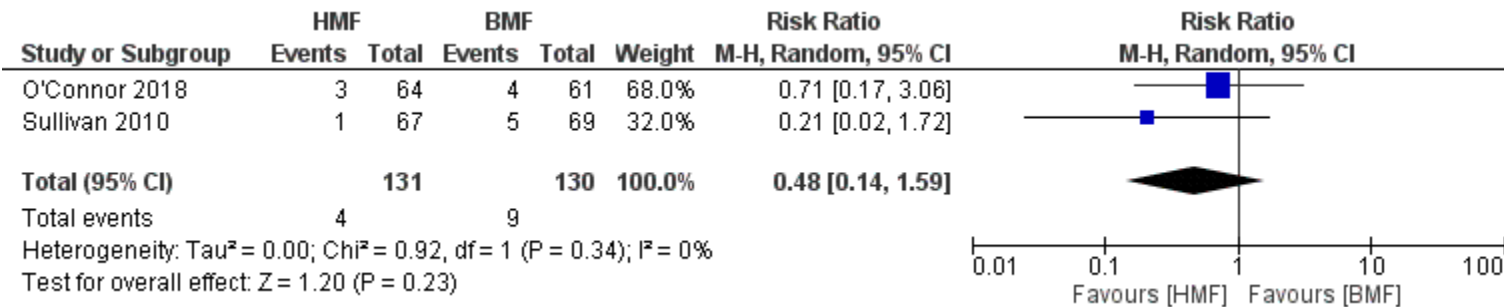 HMF BMF Risk Ratio Risk Ratio
Study or Subgroup Events Total Events Total Weight M-H, Random, 95% CI M-H, Random, 95% CI
O'Connor 2018 3 64 4 61 68.0% 0.71 [0.17, 3.06]
Sullivan 2010 1 67 5 69 32.0% 0.21 [0.02, 1.72]
Total (95% CI) 131 130 100.0% 0.48 [0.14, 1.59]
Total events 4 9
Heterogeneity: Tau² = 0.00; Chi² = 0.92, df = 1 (P = 0.34); I² = 0%
Test for overall effect: Z = 1.20 (P = 0.23)
0.01 0.1 1 10 100
Favours [HMF] Favours [BMF]